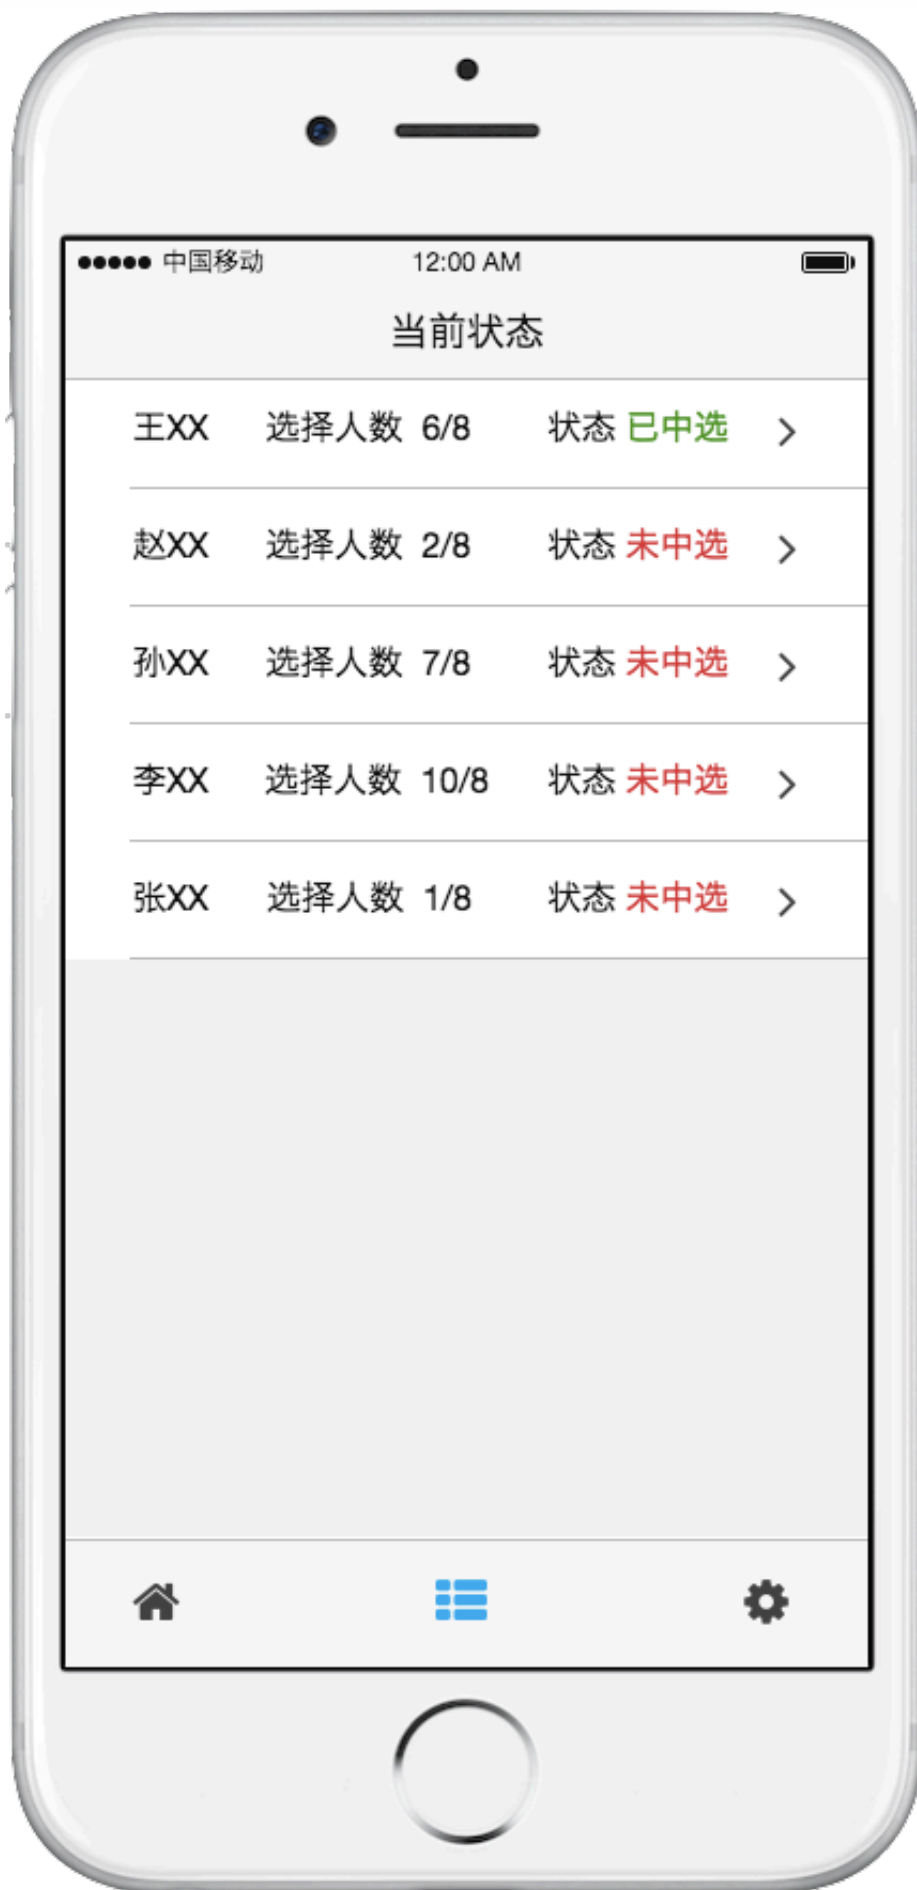 中国移动 12:00 AM
当前状态
王XX 选择人数 6/8 状态 已中选
赵XX 选择人数 2/8 状态 未中选
孙XX 选择人数 7/8 状态 未中选
李XX 选择人数 10/8 状态 未中选
张XX 选择人数 1/8 状态 未中选